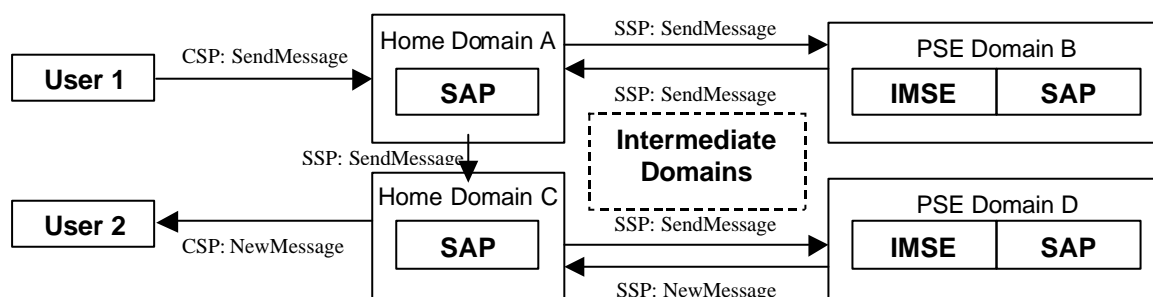 SSP: SendMessage
Home Domain A
CSP: SendMessage
PSE Domain B
User 1
SAP
IMSE
SAP
SSP: SendMessage
Intermediate
Domains
SSP: SendMessage
Home Domain C
PSE Domain D
User 2
SSP: SendMessage
CSP: NewMessage
SAP
IMSE
SAP
SSP: NewMessage